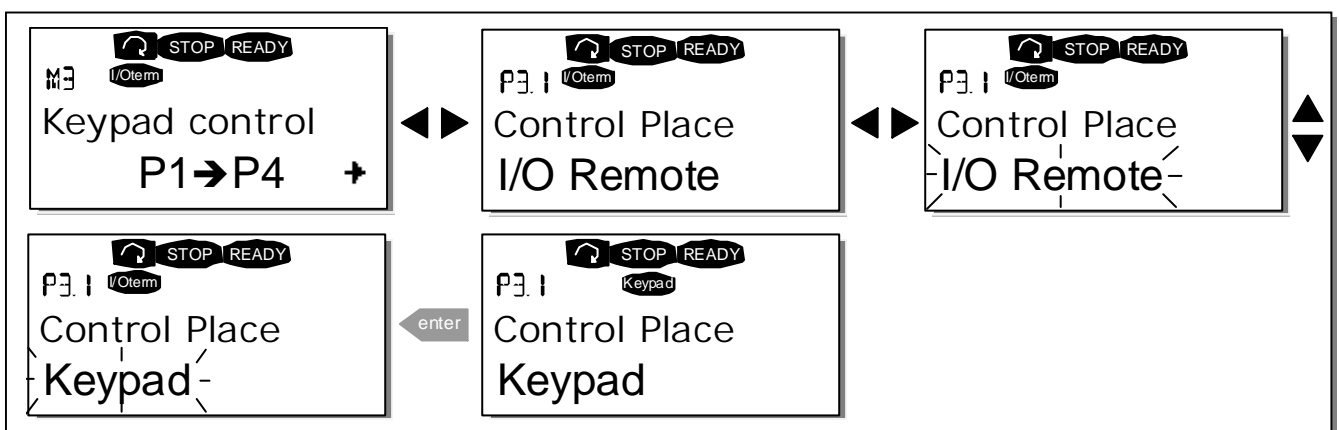 STOP READY
M3 I/Oterm
Keypad control
P1➔P4
STOP READY
P3.1 I/Oterm
Control Place
I/O Remote
STOP READY
P3.1 I/Oterm
Control Place
I/O Remote
STOP READY
P3.1 I/Oterm
Control Place
Keypad
enter
STOP READY
P3.1 Keypad
Control Place
Keypad